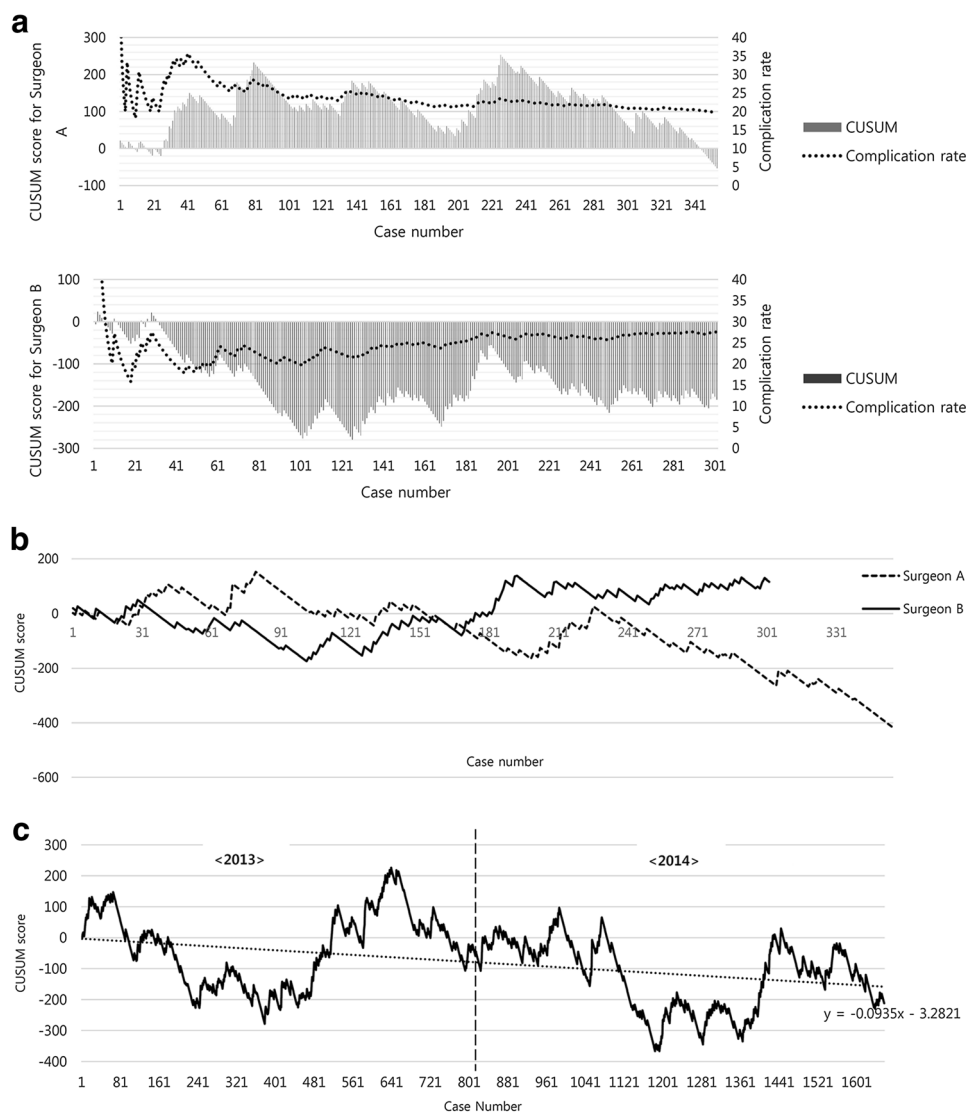 a
CUSUM score for Surgeon A
300
200
100
0
-100
40
35
30
25
20
15
10
5
0
Complication rate
1 21 41 61 81 101 121 141 161 181 201 221 241 261 281 301 321 341
Case number
CUSUM
Complication rate
CUSUM score for Surgeon B
100
0
-100
-200
-300
40
35
30
25
20
15
10
5
0
Complication rate
1 21 41 61 81 101 121 141 161 181 201 221 241 261 281 301
Case number
CUSUM
Complication rate
b
CUSUM score
200
0
-200
-400
-600
1 31 61 91 121 151 181 211 241 271 301 331
Case number
Surgeon A
Surgeon B
c
CUSUM score
300
200
100
0
-100
-200
-300
-400
<2013>
<2014>
y = -0.0935x - 3.2821
1 81 161 241 321 401 481 561 641 721 801 881 961 1041 1121 1201 1281 1361 1441 1521 1601
Case Number